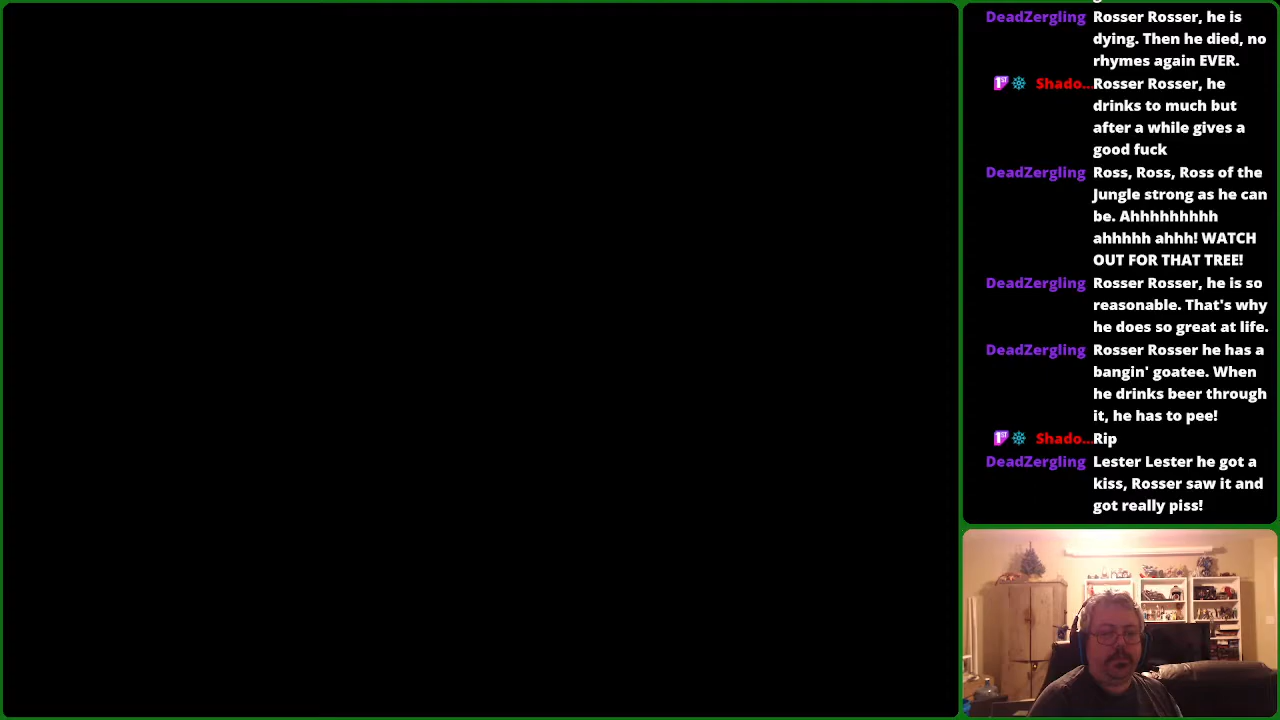 DeadZergling Rosser Rosser, he is
dying. Then he died, no
rhymes again EVER.
1ST Shado... Rosser Rosser, he
drinks to much but
after a while gives a
good fuck
DeadZergling Ross, Ross, Ross of the
Jungle strong as he can
be. Ahhhhhhhhh
ahhhhh ahhh! WATCH
OUT FOR THAT TREE!
DeadZergling Rosser Rosser, he is so
reasonable. That's why
he does so great at life.
DeadZergling Rosser Rosser he has a
bangin' goatee. When
he drinks beer through
it, he has to pee!
1ST Shado... Rip
DeadZergling Lester Lester he got a
kiss, Rosser saw it and
got really piss!